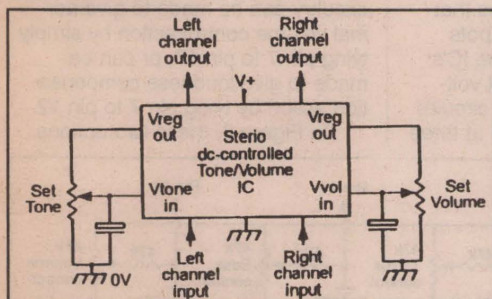 Left
channel
output
Right
channel
output
V+
Vreg
out
Vreg
out
Sterio
dc-controlled
Tone/Volume
IC
Set
Tone
Vtone
in
Vvol
in
Set
Volume
0V
Left
channel
input
Right
channel
input